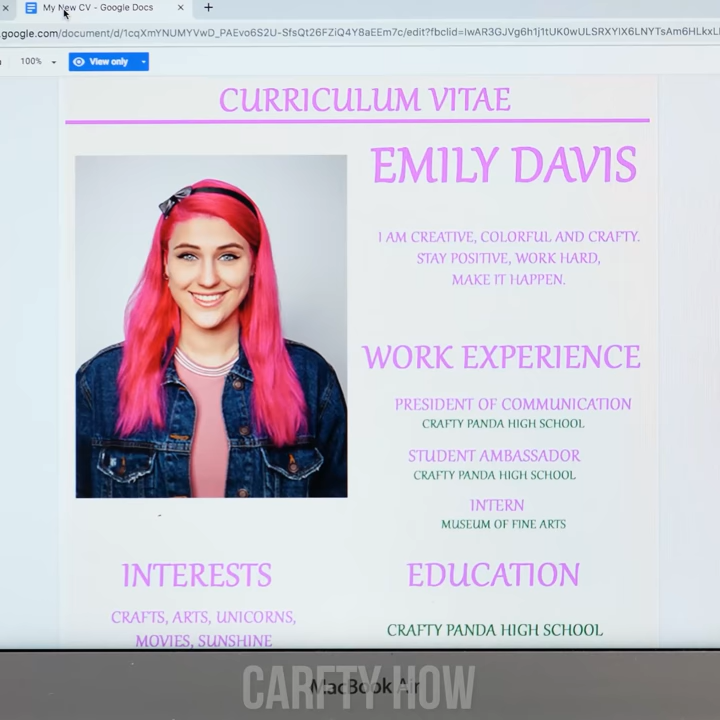 My New CV - Google Docs
.google.com/document/d/1cqXmYNUMYVwD_PAEvo6S2U-SfsQt26FZiQ4Y8aEEm7c/edit?fbclid=IwAR3GJVg6h1j1tUK0wULSRXYlX6LNYTsAm6HLkxLl
100%
View only
CURRICULUM VITAE
EMILY DAVIS
I AM CREATIVE, COLORFUL AND CRAFTY.
STAY POSITIVE, WORK HARD,
MAKE IT HAPPEN.
WORK EXPERIENCE
PRESIDENT OF COMMUNICATION
CRAFTY PANDA HIGH SCHOOL
STUDENT AMBASSADOR
CRAFTY PANDA HIGH SCHOOL
INTERN
MUSEUM OF FINE ARTS
INTERESTS
CRAFTS, ARTS, UNICORNS,
MOVIES, SUNSHINE
EDUCATION
CRAFTY PANDA HIGH SCHOOL
MacBook Air
CARFTY HOW